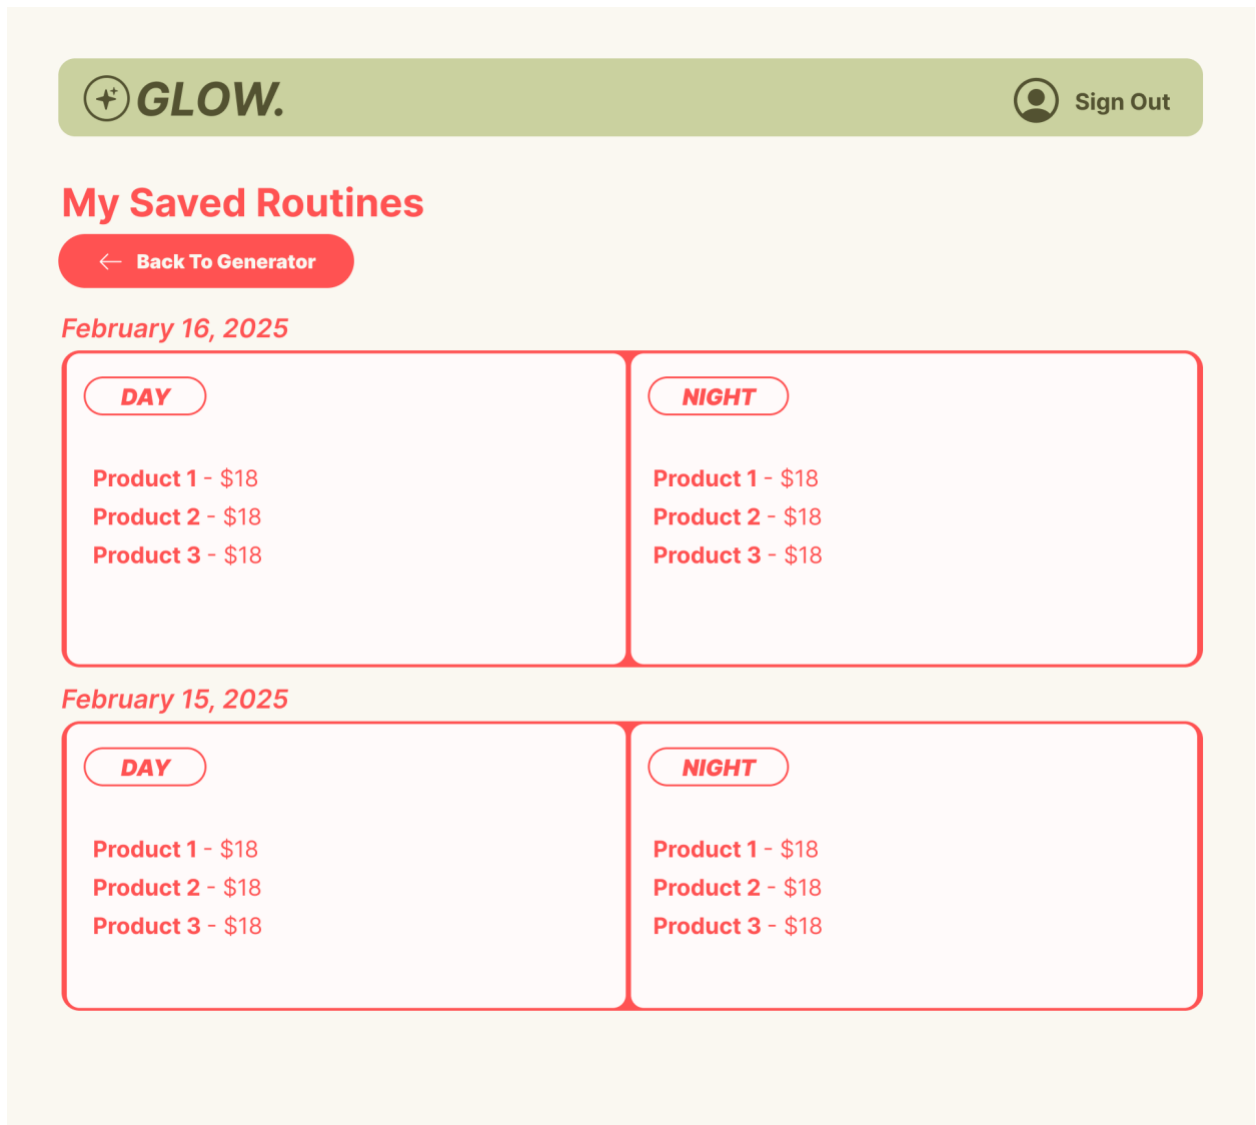 GLOW.
Sign Out
My Saved Routines
Back To Generator
February 16, 2025
DAY
Product 1 - $18
Product 2 - $18
Product 3 - $18
NIGHT
Product 1 - $18
Product 2 - $18
Product 3 - $18
February 15, 2025
DAY
Product 1 - $18
Product 2 - $18
Product 3 - $18
NIGHT
Product 1 - $18
Product 2 - $18
Product 3 - $18